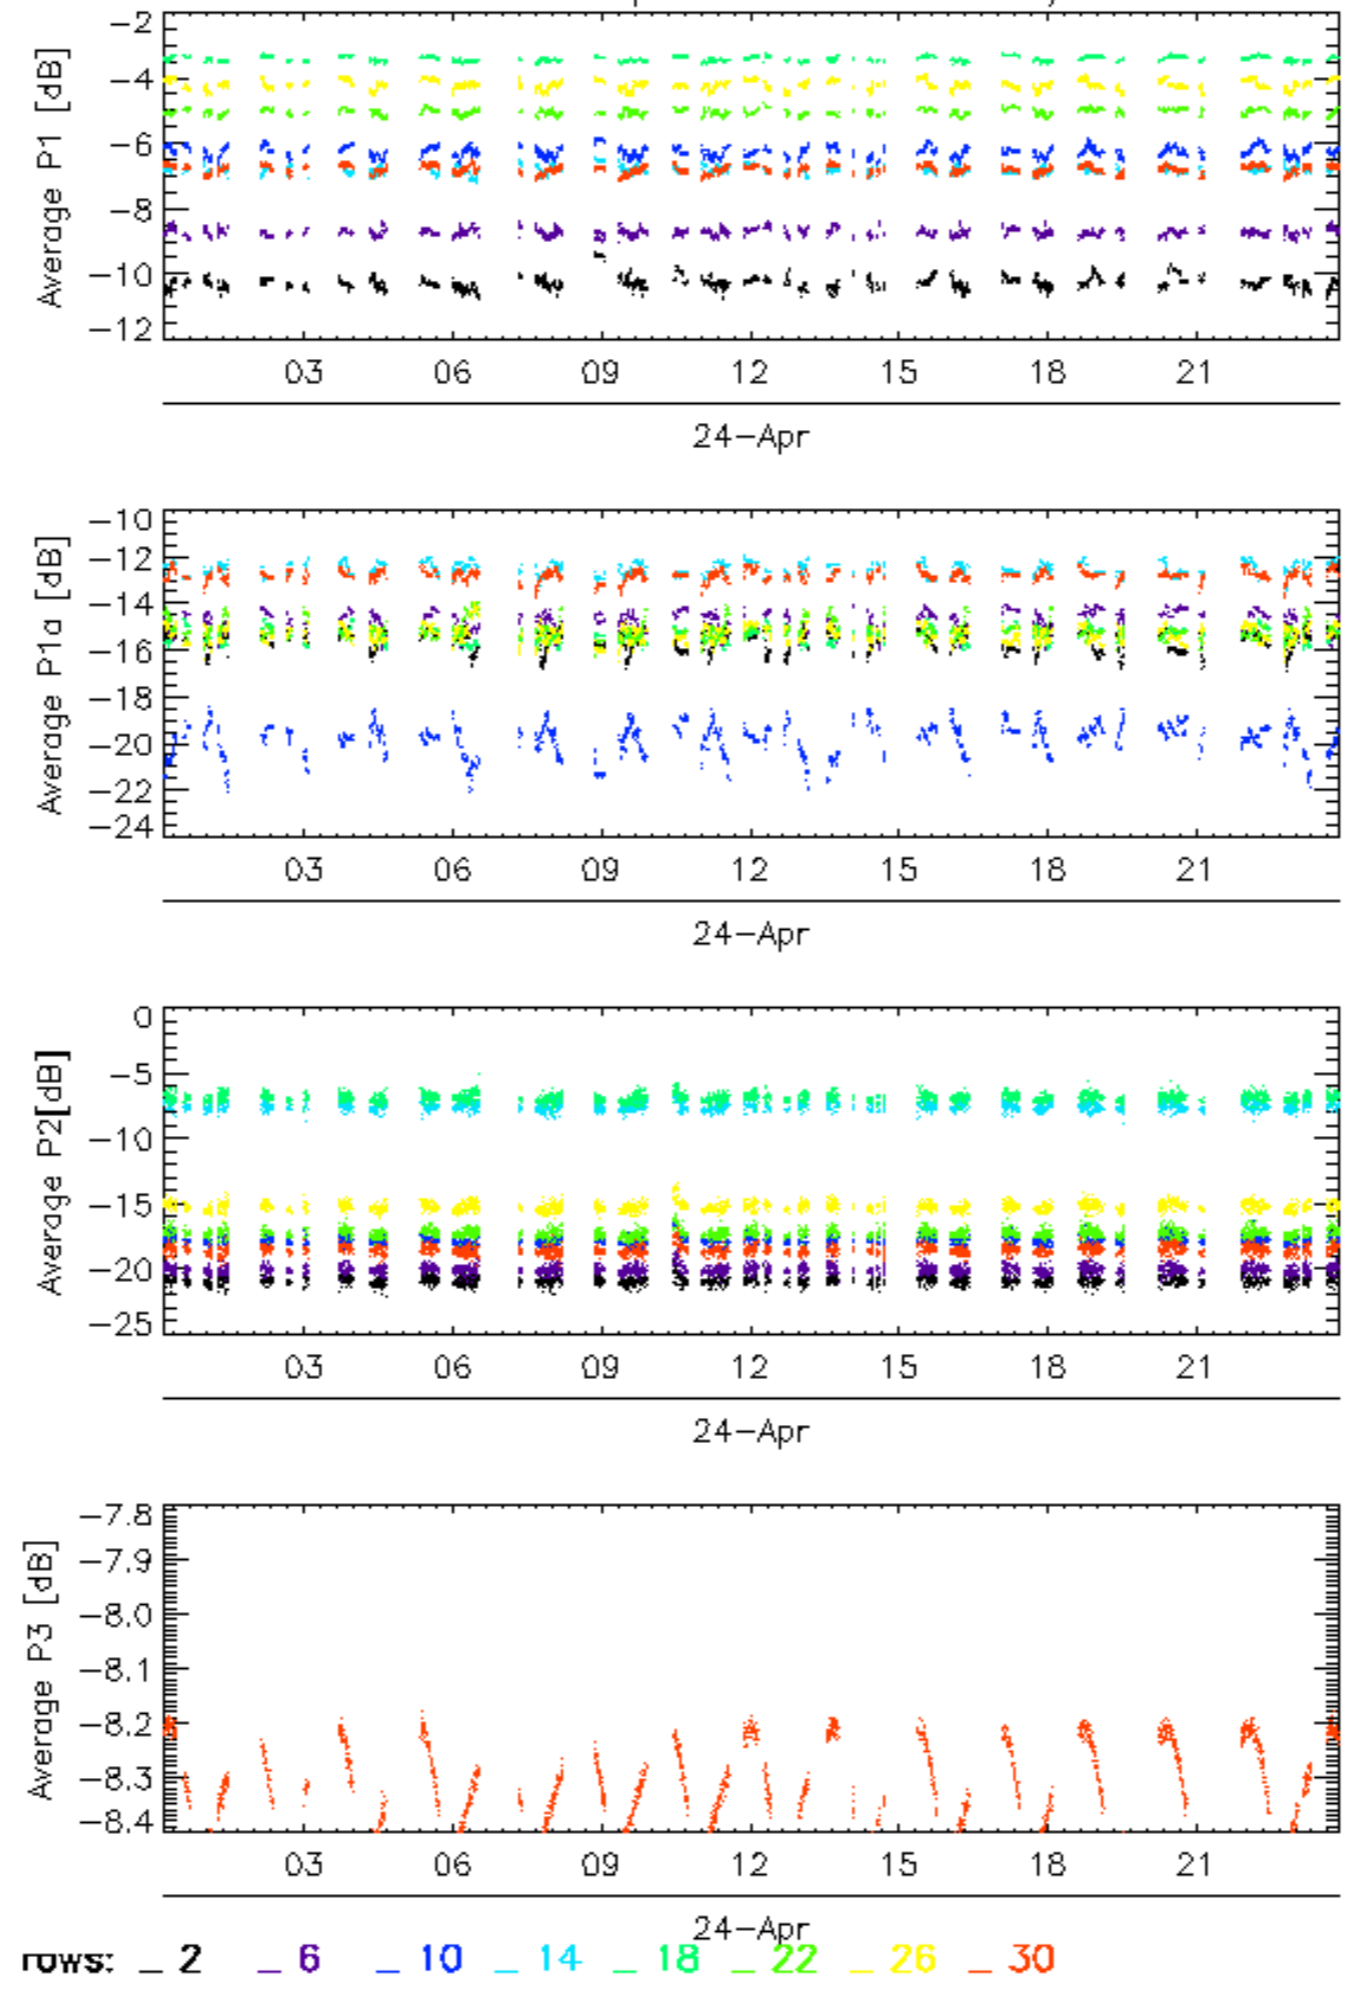 Average P1 [dB]
-2
-4
-6
-8
-10
-12
03 06 09 12 15 18 21
24-Apr
Average P1a [dB]
-10
-12
-14
-16
-18
-20
-22
-24
03 06 09 12 15 18 21
24-Apr
Average P2[dB]
0
-5
-10
-15
-20
-25
03 06 09 12 15 18 21
24-Apr
Average P3 [dB]
-7.8
-7.9
-8.0
-8.1
-8.2
-8.3
-8.4
03 06 09 12 15 18 21
24-Apr
rows: _ 2 _ 6 _ 10 _ 14 _ 18 _ 22 _ 26 _ 30